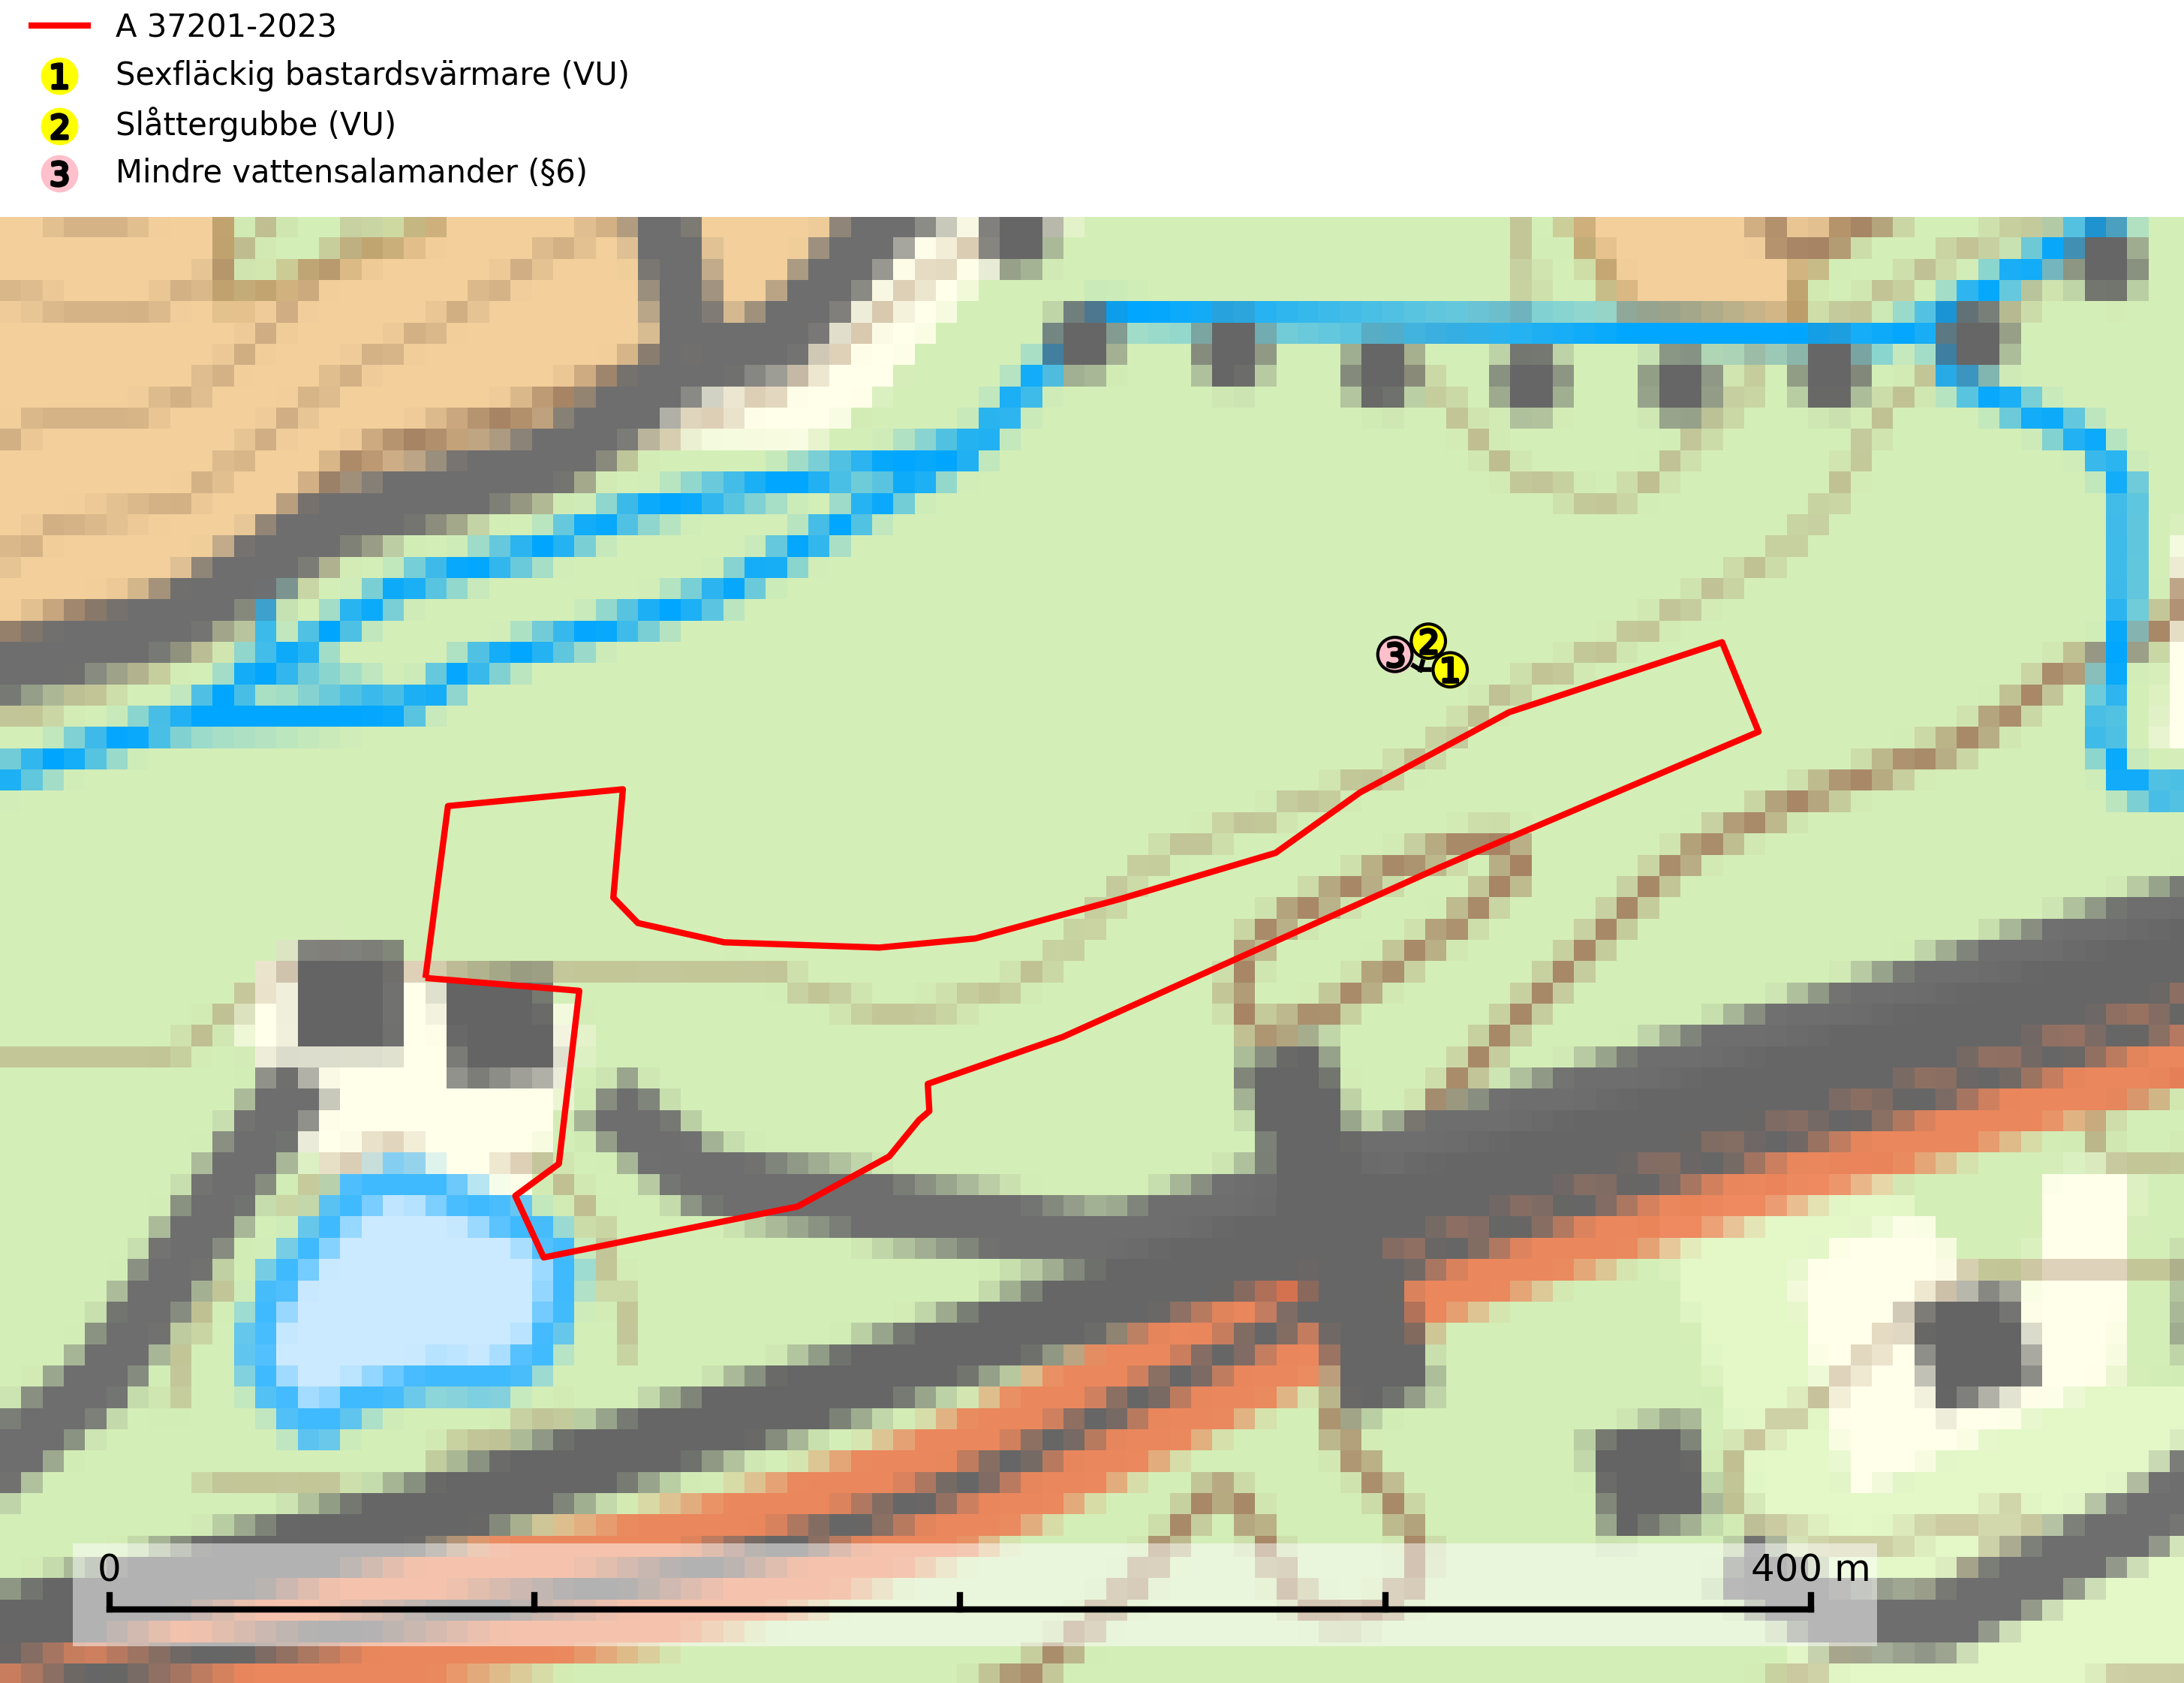 A 37201-2023
1 Sexfläckig bastardsvärmare (VU)
2 Slåttergubbe (VU)
3 Mindre vattensalamander (§6)
2
3
1
0 400 m